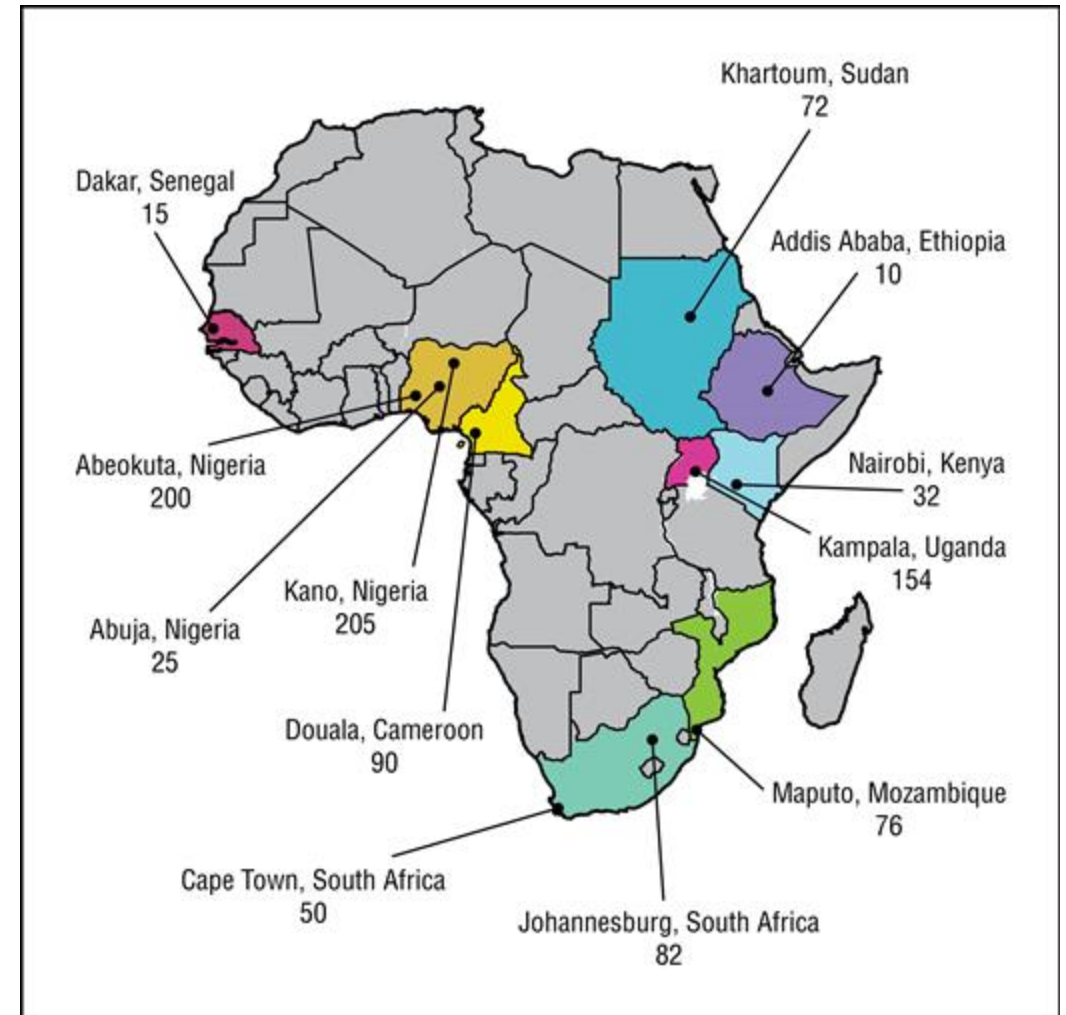 Khartoum, Sudan
72
Dakar, Senegal
15
Addis Ababa, Ethiopia
10
Abeokuta, Nigeria
200
Nairobi, Kenya
32
Kampala, Uganda
154
Kano, Nigeria
205
Abuja, Nigeria
25
Douala, Cameroon
90
Maputo, Mozambique
76
Cape Town, South Africa
50
Johannesburg, South Africa
82